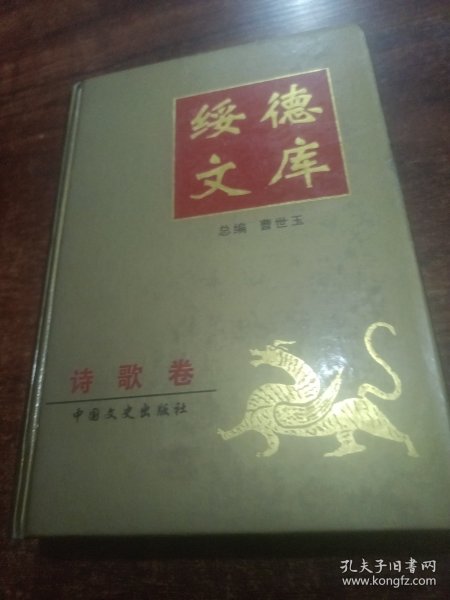 绥德
文库
总编 曹世玉
诗歌卷
中国文史出版社
孔夫子旧书网
www.kongfz.com